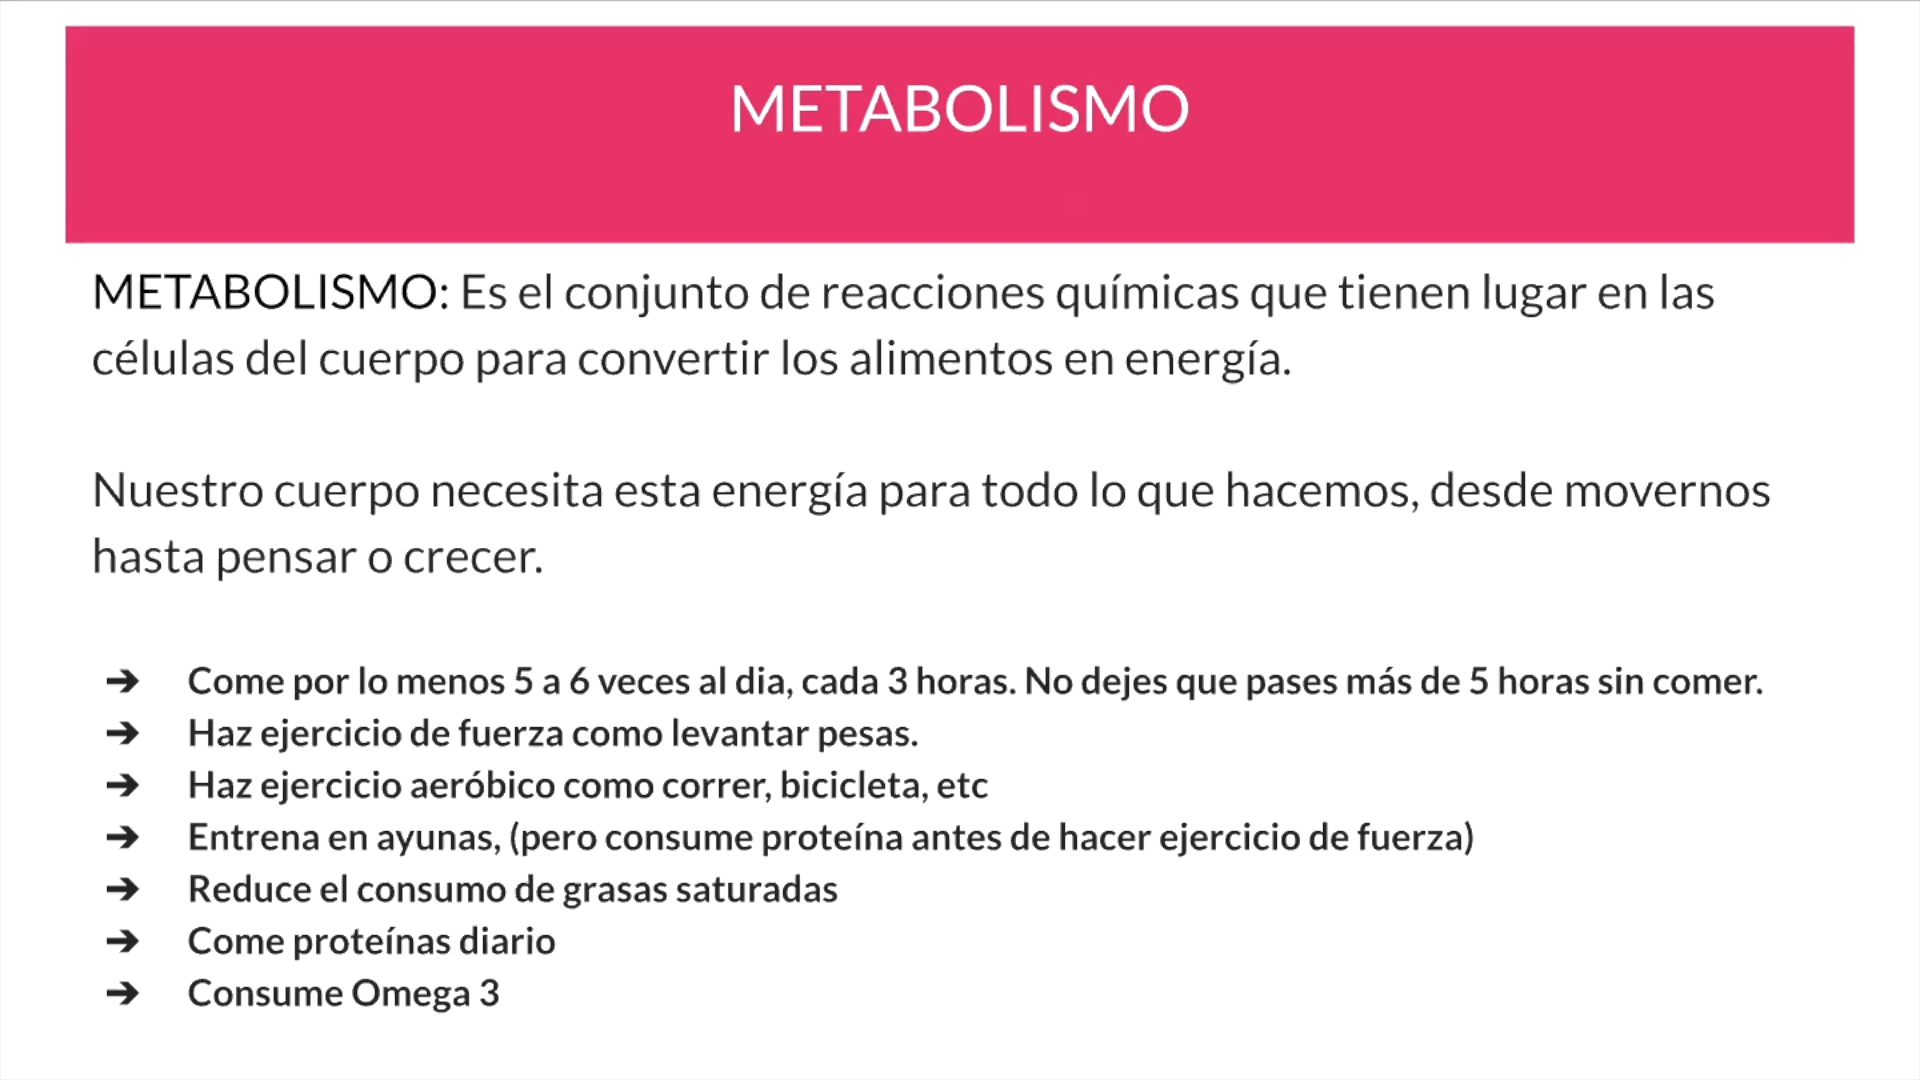 METABOLISMO
METABOLISMO: Es el conjunto de reacciones químicas que tienen lugar en las
células del cuerpo para convertir los alimentos en energía.
Nuestro cuerpo necesita esta energía para todo lo que hacemos, desde movernos
hasta pensar o crecer.
➔ Come por lo menos 5 a 6 veces al dia, cada 3 horas. No dejes que pases más de 5 horas sin comer.
➔ Haz ejercicio de fuerza como levantar pesas.
➔ Haz ejercicio aeróbico como correr, bicicleta, etc
➔ Entrena en ayunas, (pero consume proteína antes de hacer ejercicio de fuerza)
➔ Reduce el consumo de grasas saturadas
➔ Come proteínas diario
➔ Consume Omega 3